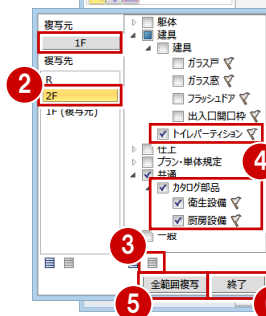 複写元
1F
複写先
R
2F
1F (複写元)
躯体
建具
建具
ガラス戸
ガラス窓
フラッシュドア
出入口開口枠
トイレパーティション
仕上
プラン・単体規定
共通
カタログ部品
衛生設備
厨房設備
一般
全範囲複写
終了
2
3
4
5